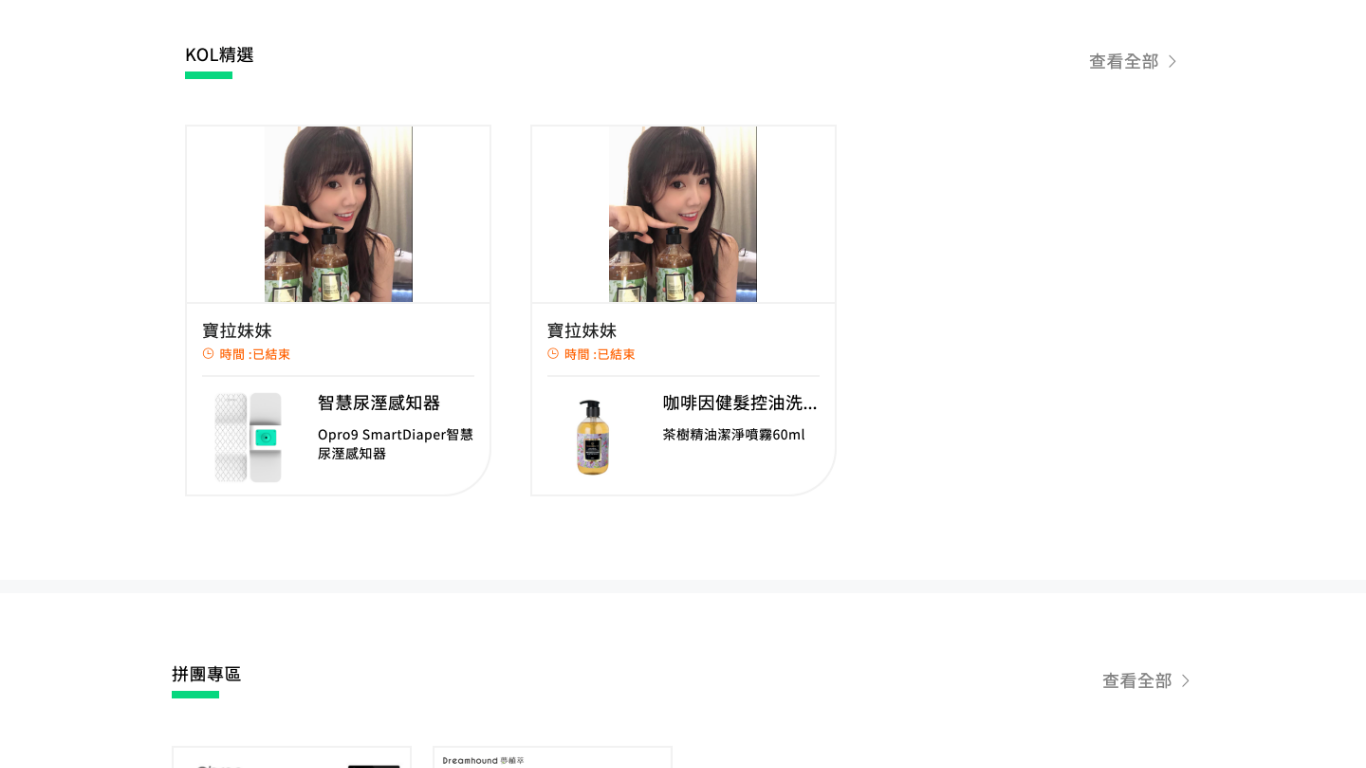 KOL精選
查看全部
寶拉妹妹
時間 :已結束
智慧尿溼感知器
Opro9 SmartDiaper智慧
尿溼感知器
寶拉妹妹
時間 :已結束
咖啡因健髮控油洗...
茶樹精油潔淨噴霧60ml
拼團專區
查看全部
Dreamhound 夢植萃